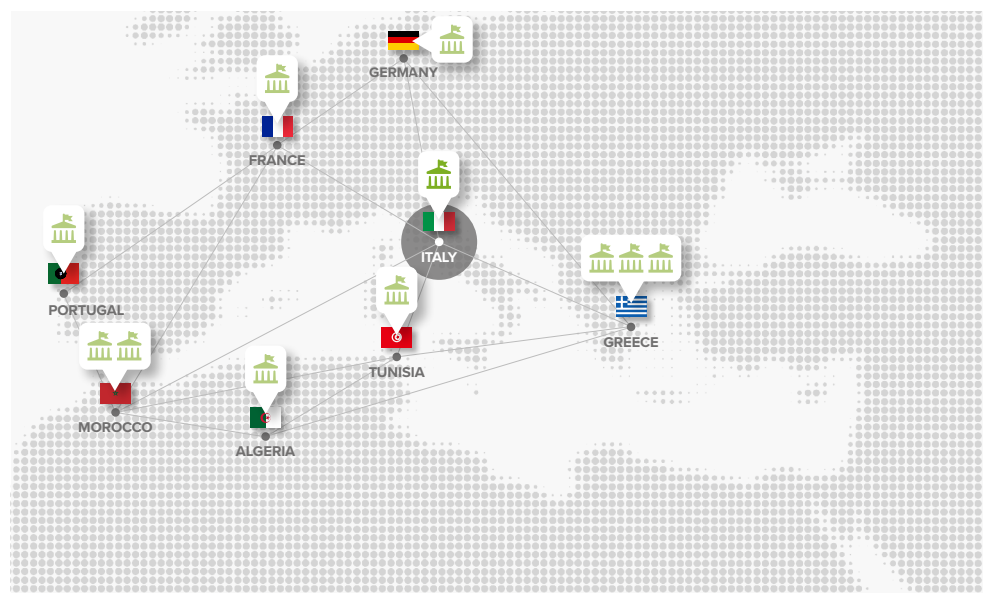 GERMANY
FRANCE
ITALY
PORTUGAL
GREECE
TUNISIA
MOROCCO
ALGERIA